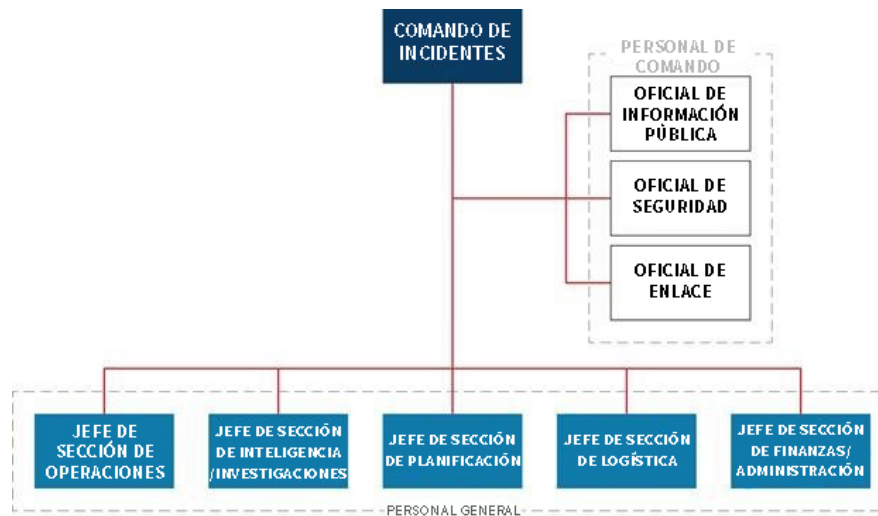 COMANDO DE
INCIDENTES
PERSONAL DE
COMANDO
OFICIAL DE
INFORMACIÓN
PÙBLICA
OFICIAL DE
SEGURIDAD
OFICIAL DE
ENLACE
JEFE DE
SECCIÓN DE
OPERACIONES
JEFE DE SECCIÓN
DE INTELIGENCIA
/INVESTIGACIONES
JEFE DE SECCIÓN
DE PLANIFICACIÓN
JEFE DE SECCIÓN
DE LOGÍSTICA
JEFE DE SECCIÓN
DE FINANZAS/
ADMINISTRACIÓN
PERSONAL GENERAL